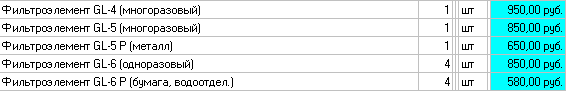 Фильтроэлемент GL-4 (многоразовый) 1 шт 950,00 руб.
Фильтроэлемент GL-5 (многоразовый) 1 шт 850,00 руб.
Фильтроэлемент GL-5 Р (металл) 1 шт 650,00 руб.
Фильтроэлемент GL-6 (одноразовый) 4 шт 850,00 руб.
Фильтроэлемент GL-6 Р (бумага, водоотдел.) 4 шт 580,00 руб.